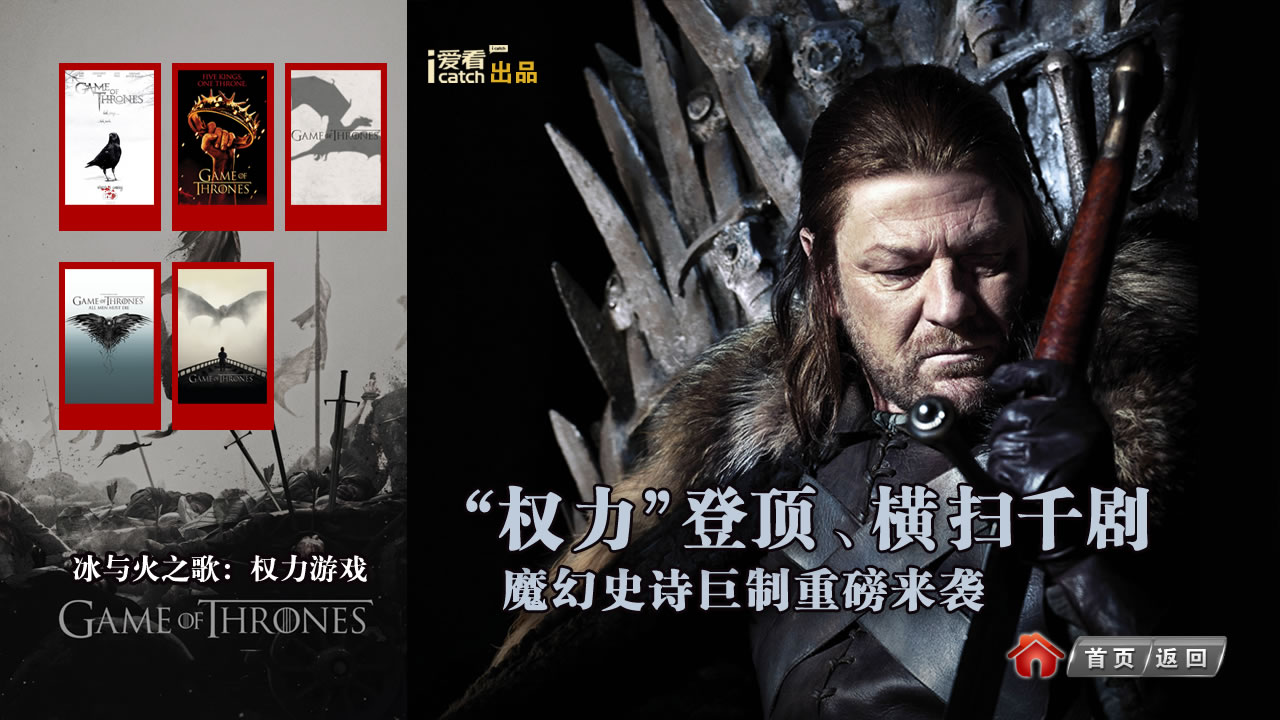 GAME OF THRONES
FIVE KINGS
ONE THRONE
GAME OF THRONES
GAME OF THRONES
GAME OF THRONES
ALL MEN MUST DIE
GAME OF THRONES
冰与火之歌：权力游戏
GAME OF THRONES
i爱看
i-catch
catch
出品
“权力”登顶、横扫千剧
魔幻史诗巨制重磅来袭
首页 返回